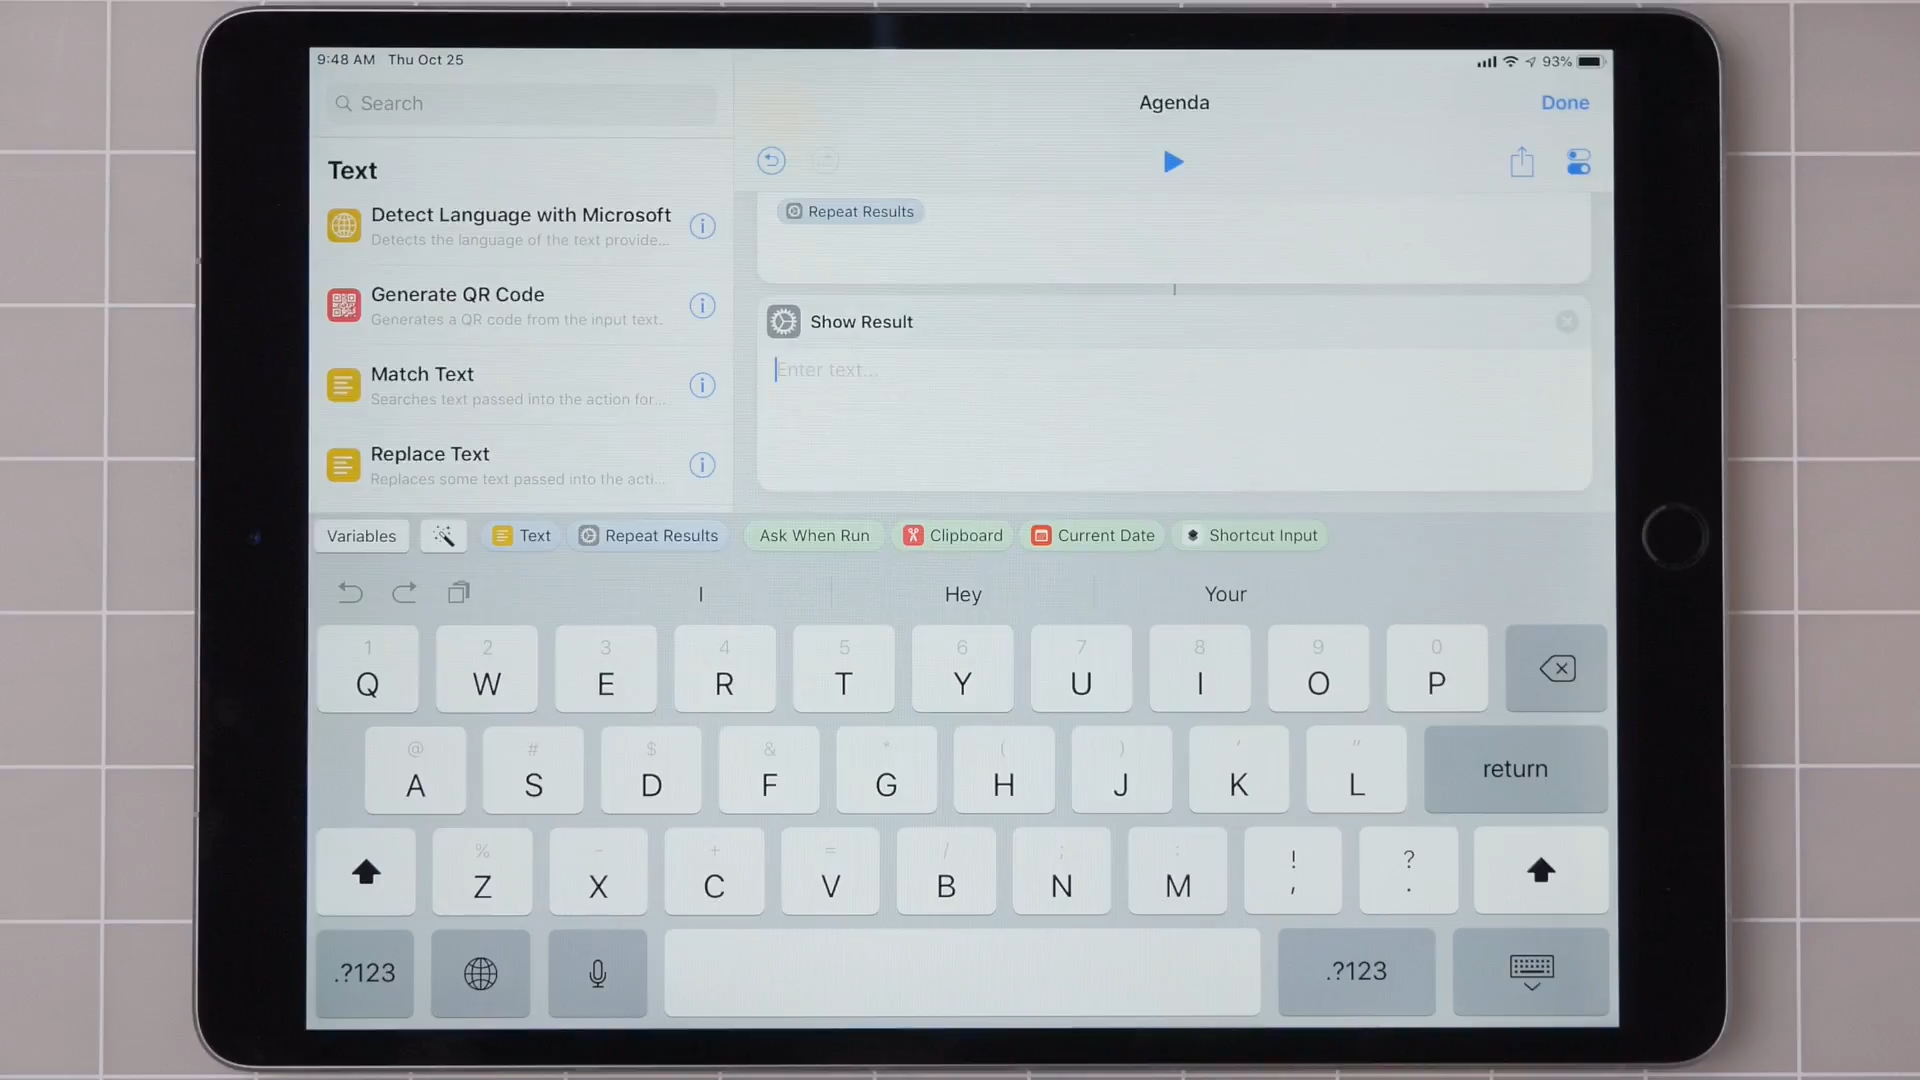 9:48 AM Thu Oct 25
93%
Search
Agenda
Done
Text
Detect Language with Microsoft
Detects the language of the text provide...
Generate QR Code
Generates a QR code from the input text.
Match Text
Searches text passed into the action for...
Replace Text
Replaces some text passed into the acti...
Repeat Results
Show Result
Enter text...
Variables Text Repeat Results Ask When Run Clipboard Current Date Shortcut Input
I Hey Your
1 2 3 4 5 6 7 8 9 0
Q W E R T Y U I O P
@ # $ & * ( ) ' "
A S D F G H J K L return
% - + = / ; : ! ?
Z X C V B N M , .
.?123 .?123